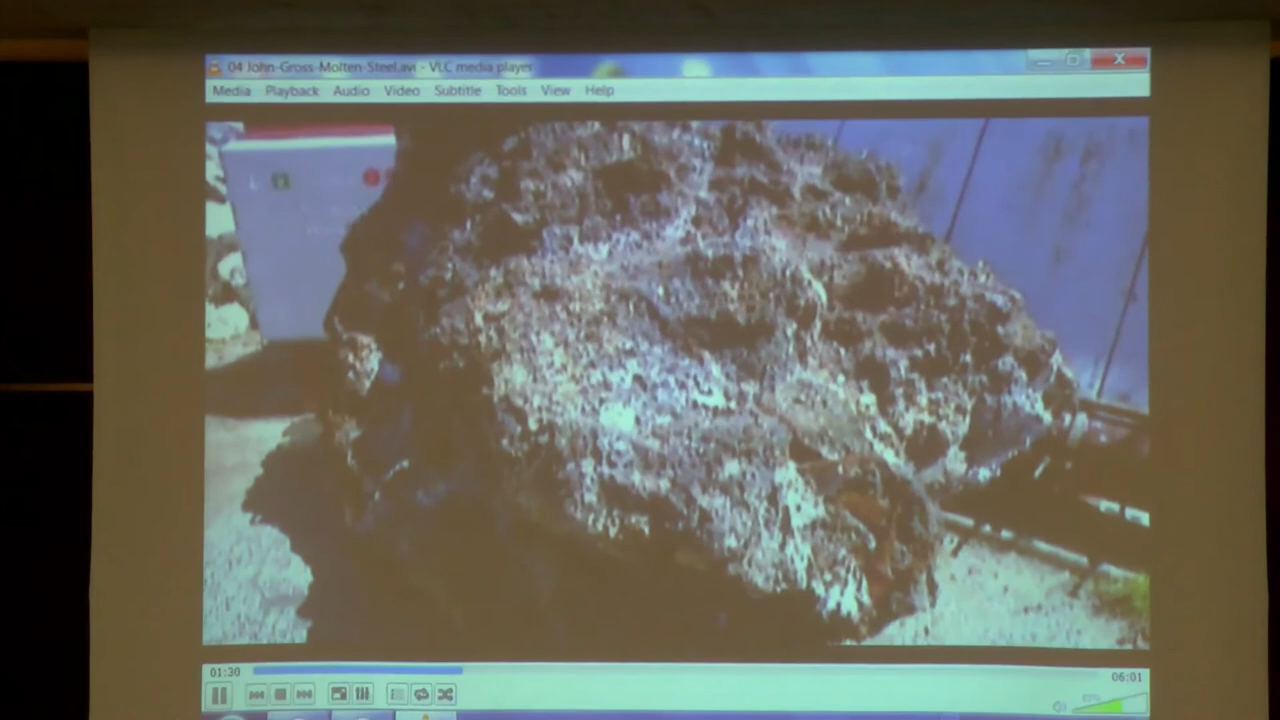 04 John-Gross-Molten-Steel.avi - VLC media player
Media Playback Audio Video Subtitle Tools View Help
01:30
06:01